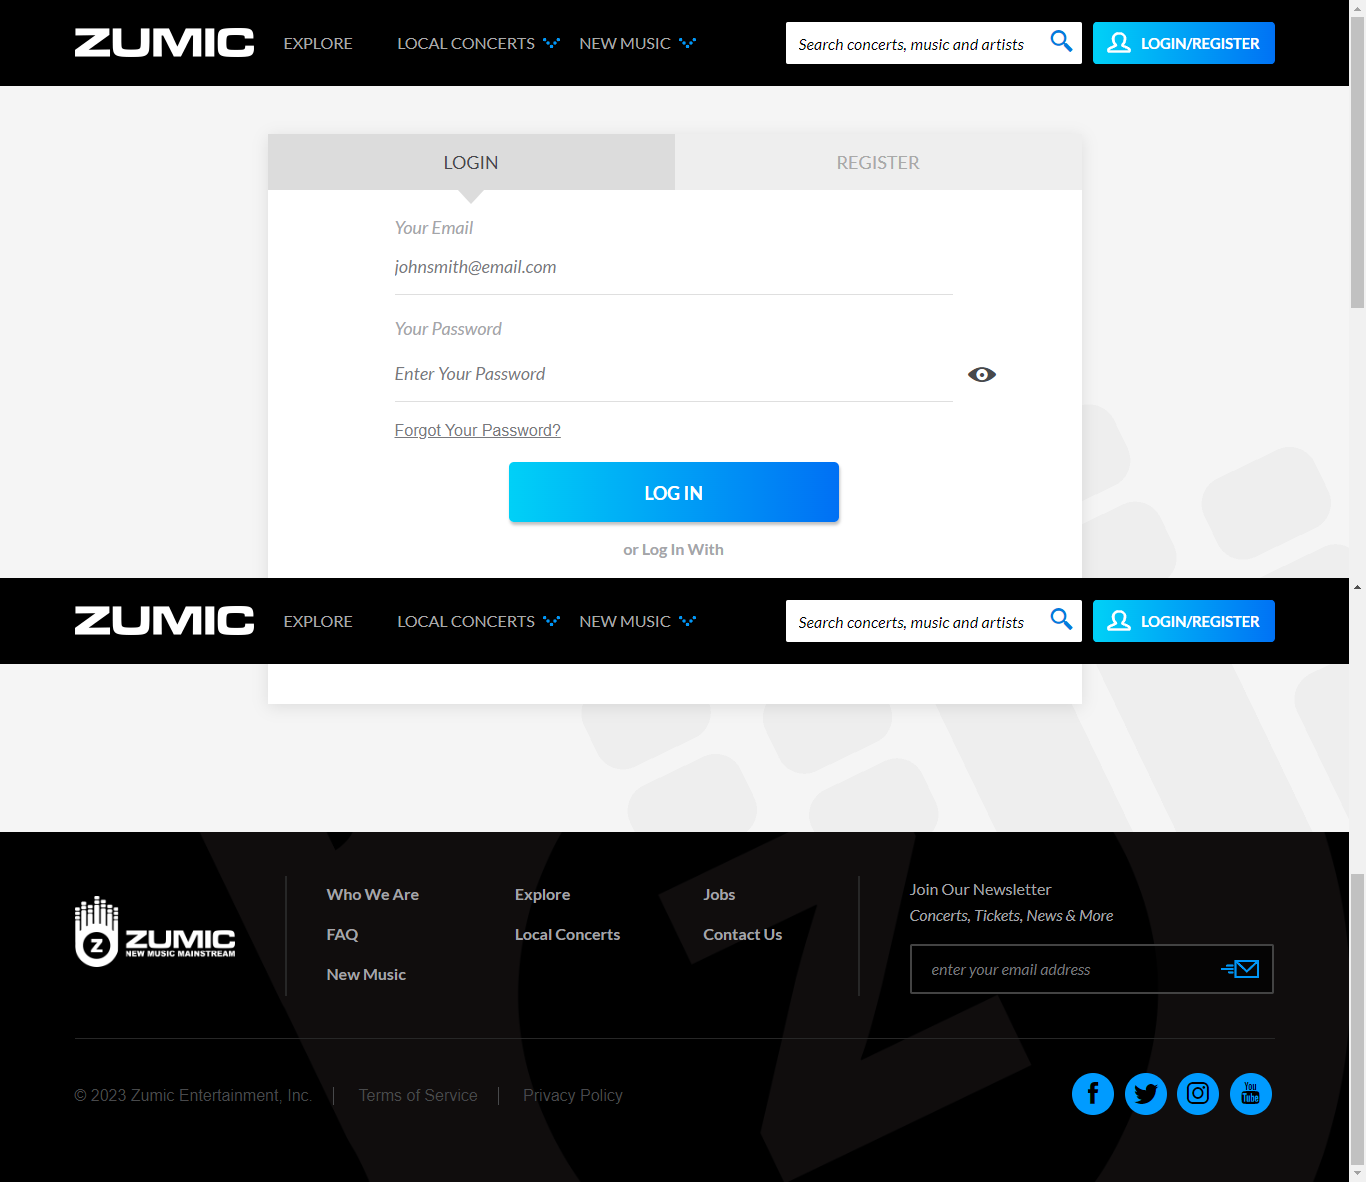 ZUMIC EXPLORE LOCAL CONCERTS NEW MUSIC Search concerts, music and artists LOGIN/REGISTER
LOGIN REGISTER
Your Email
johnsmith@email.com
Your Password
Enter Your Password
Forgot Your Password?
LOG IN
or Log In With
ZUMIC EXPLORE LOCAL CONCERTS NEW MUSIC Search concerts, music and artists LOGIN/REGISTER
Z ZUMIC
NEW MUSIC MAINSTREAM
Who We Are
FAQ
New Music
Explore
Local Concerts
Jobs
Contact Us
Join Our Newsletter
Concerts, Tickets, News & More
enter your email address
© 2023 Zumic Entertainment, Inc. Terms of Service Privacy Policy
f You Tube